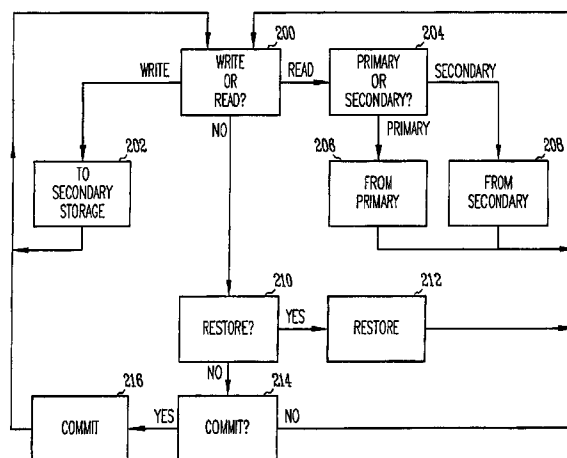 200
204
WRITE
OR
READ?
PRIMARY
OR
SECONDARY?
WRITE
READ
SECONDARY
NO
PRIMARY
202
206
208
TO
SECONDARY
STORAGE
FROM
PRIMARY
FROM
SECONDARY
210
212
RESTORE?
YES
RESTORE
NO
216
214
COMMIT
YES
COMMIT?
NO